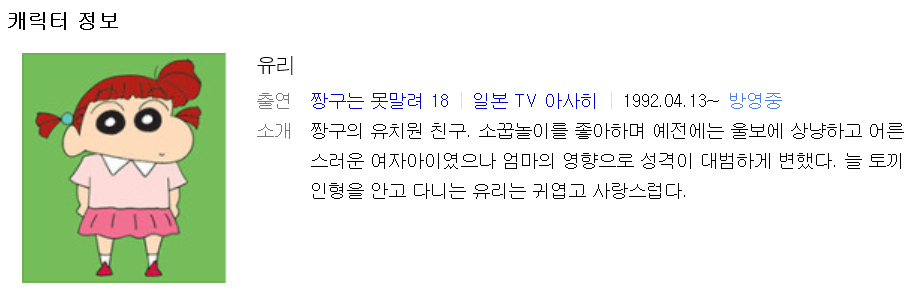 캐릭터 정보
유리
출연 짱구는 못말려 18 | 일본 TV 아사히 | 1992.04.13~ 방영중
소개 짱구의 유치원 친구. 소꿉놀이를 좋아하며 예전에는 울보에 상냥하고 어른
스러운 여자아이였으나 엄마의 영향으로 성격이 대범하게 변했다. 늘 토끼
인형을 안고 다니는 유리는 귀엽고 사랑스럽다.